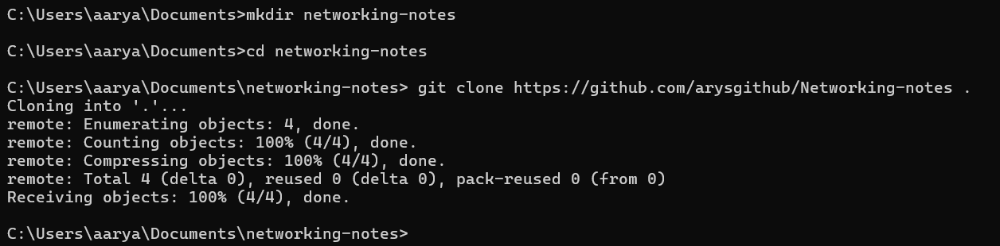 C:\Users\aarya\Documents>mkdir networking-notes
C:\Users\aarya\Documents>cd networking-notes
C:\Users\aarya\Documents\networking-notes> git clone https://github.com/arysgithub/Networking-notes .
Cloning into '.'...
remote: Enumerating objects: 4, done.
remote: Counting objects: 100% (4/4), done.
remote: Compressing objects: 100% (4/4), done.
remote: Total 4 (delta 0), reused 0 (delta 0), pack-reused 0 (from 0)
Receiving objects: 100% (4/4), done.
C:\Users\aarya\Documents\networking-notes>